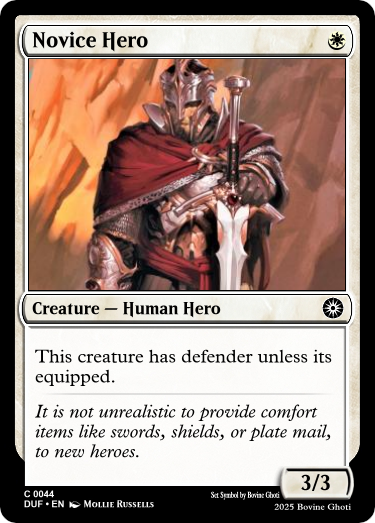 Novice Hero
Creature — Human Hero
This creature has defender unless its
equipped.
It is not unrealistic to provide comfort
items like swords, shields, or plate mail,
to new heroes.
3/3
C 0044
DUF • EN Mollie Russells
Set Symbol by Bovine Ghoti
2025 Bovine Ghoti